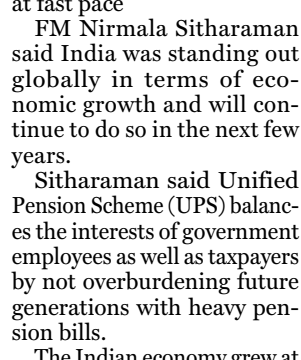 at fast pace
FM Nirmala Sitharaman
said India was standing out
globally in terms of eco-
nomic growth and will con-
tinue to do so in the next few
years.
Sitharaman said Unified
Pension Scheme (UPS) balanc-
es the interests of government
employees as well as taxpayers
by not overburdening future
generations with heavy pen-
sion bills.
The Indian economy grew at